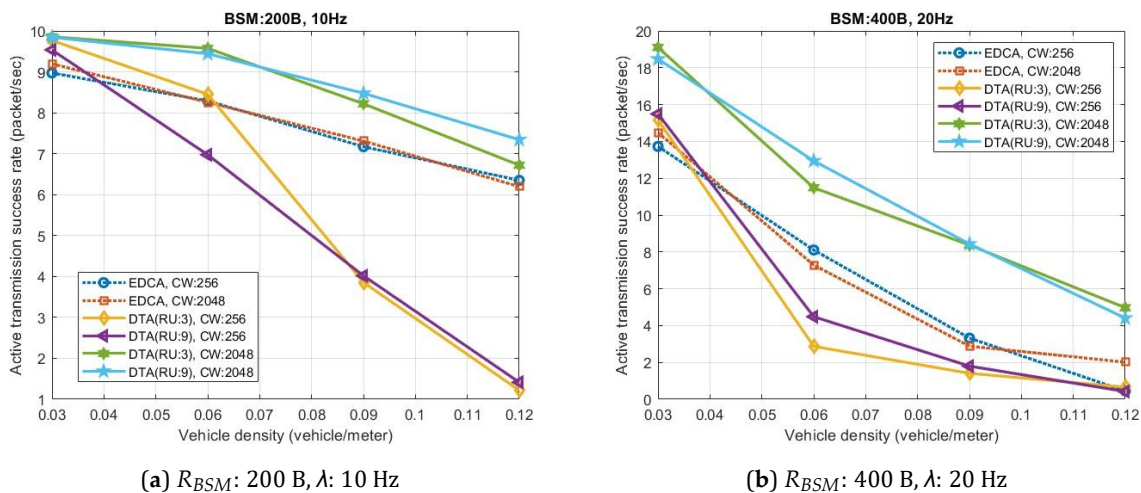 BSM:200B, 10Hz
Active transmission success rate (packet/sec)
10
9
8
7
6
5
4
3
2
1
EDCA, CW:256
EDCA, CW:2048
DTA(RU:3), CW:256
DTA(RU:9), CW:256
DTA(RU:3), CW:2048
DTA(RU:9), CW:2048
0.03 0.04 0.05 0.06 0.07 0.08 0.09 0.1 0.11 0.12
Vehicle density (vehicle/meter)
(a) R_BSM: 200 B, λ: 10 Hz
BSM:400B, 20Hz
Active transmission success rate (packet/sec)
20
18
16
14
12
10
8
6
4
2
0
EDCA, CW:256
EDCA, CW:2048
DTA(RU:3), CW:256
DTA(RU:9), CW:256
DTA(RU:3), CW:2048
DTA(RU:9), CW:2048
0.03 0.04 0.05 0.06 0.07 0.08 0.09 0.1 0.11 0.12
Vehicle density (vehicle/meter)
(b) R_BSM: 400 B, λ: 20 Hz